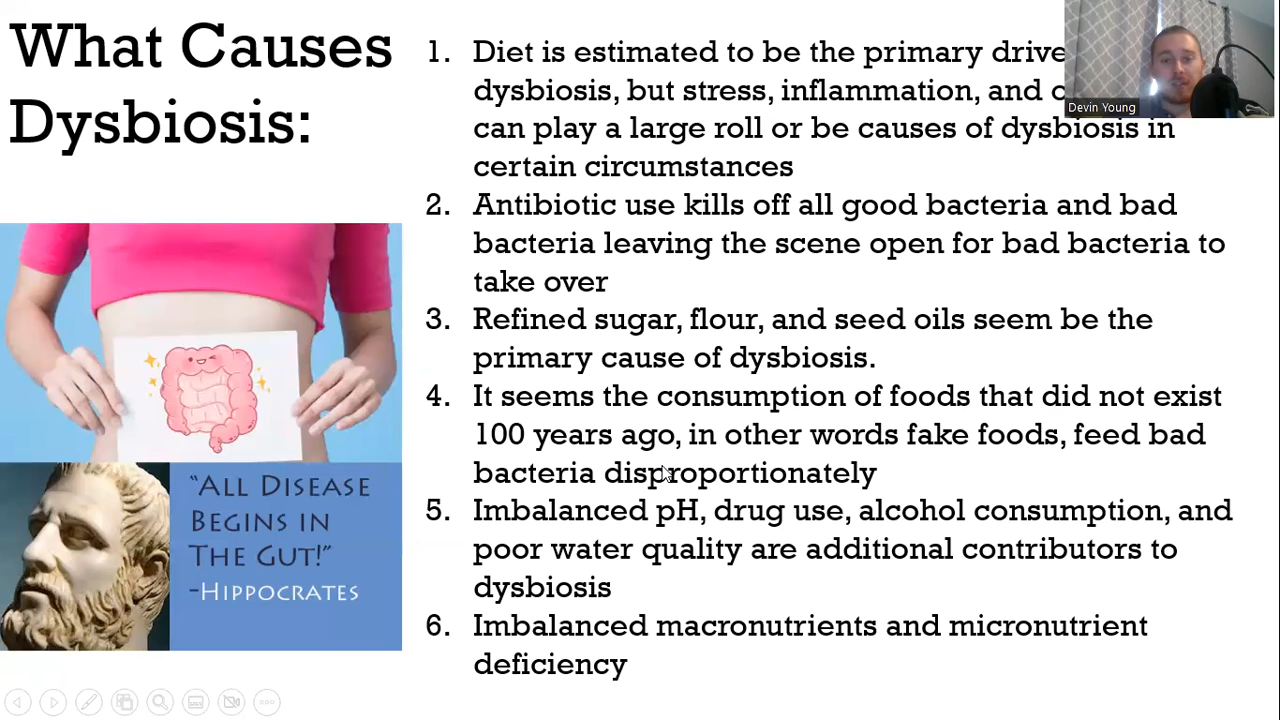 What Causes
Dysbiosis:
1. Diet is estimated to be the primary drive
dysbiosis, but stress, inflammation, and
can play a large roll or be causes of dysbiosis in
certain circumstances
2. Antibiotic use kills off all good bacteria and bad
bacteria leaving the scene open for bad bacteria to
take over
3. Refined sugar, flour, and seed oils seem be the
primary cause of dysbiosis.
4. It seems the consumption of foods that did not exist
100 years ago, in other words fake foods, feed bad
bacteria disproportionately
5. Imbalanced pH, drug use, alcohol consumption, and
poor water quality are additional contributors to
dysbiosis
6. Imbalanced macronutrients and micronutrient
deficiency
Devin Young
"All Disease
Begins in
The Gut!"
-Hippocrates